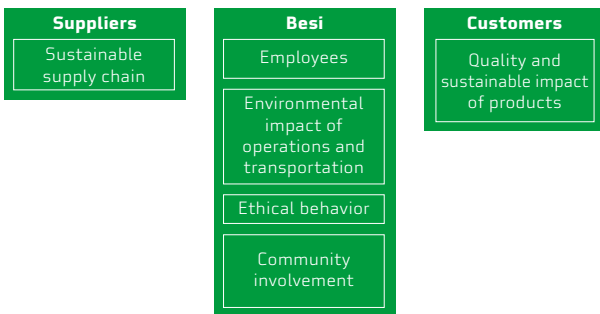 Suppliers
Sustainable
supply chain
Besi
Employees
Environmental
impact of
operations and
transportation
Ethical behavior
Community
involvement
Customers
Quality and
sustainable impact
of products